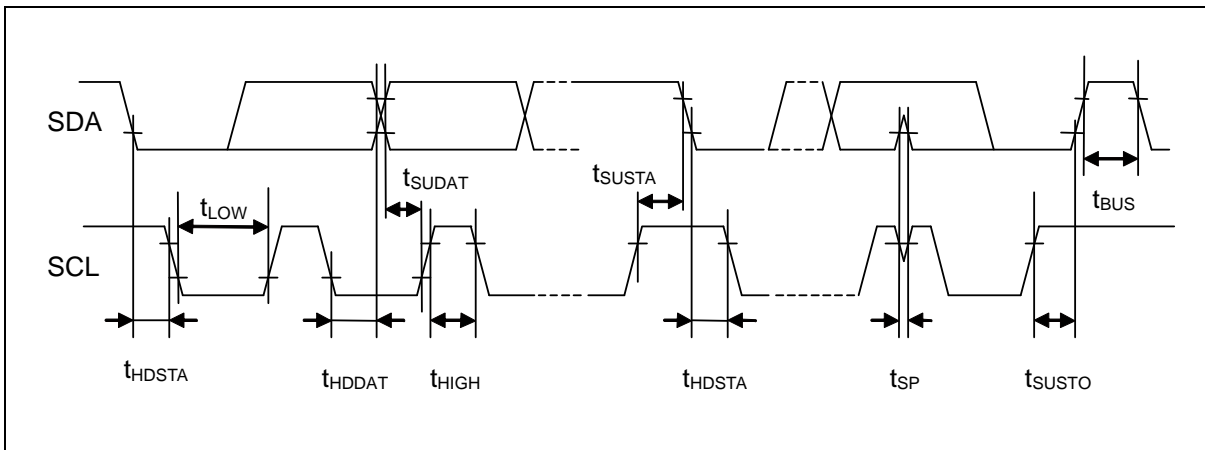 SDA
tSUDAT
tSUSTA
tLOW
tBUS
SCL
tHDSTA
tHDDAT
tHIGH
tHDSTA
tSP
tSUSTO